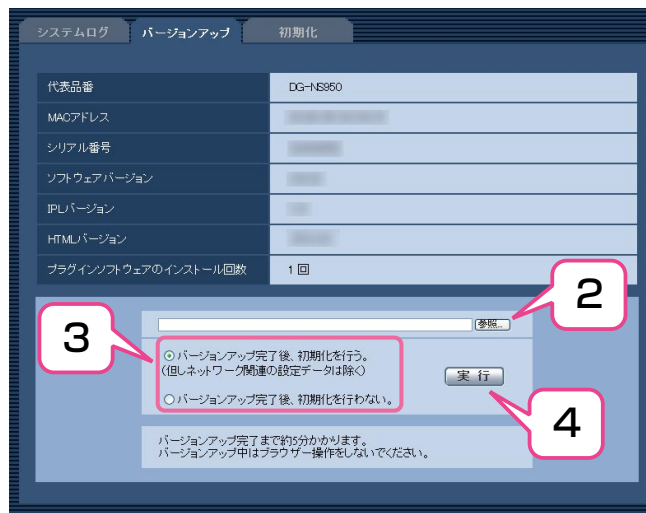 システムログ バージョンアップ 初期化
代表品番 DG-NS950
MACアドレス
シリアル番号
ソフトウェアバージョン
IPLバージョン
HTMLバージョン
プラグインソフトウェアのインストール回数 1 回
2
参照...
3
バージョンアップ完了後、初期化を行う。
(但しネットワーク関連の設定データは除く)
実 行
バージョンアップ完了後、初期化を行わない。
4
バージョンアップ完了まで約5分かかります。
バージョンアップ中はブラウザー操作をしないでください。